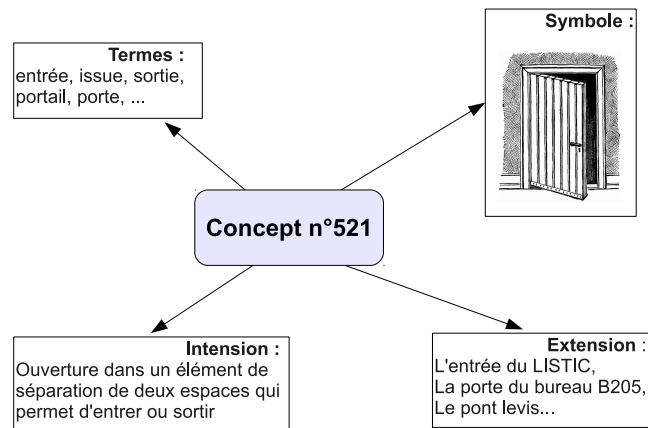 Termes :
entrée, issue, sortie,
portail, porte, ...
Symbole :
Concept n°521
Intension :
Ouverture dans un élément de
séparation de deux espaces qui
permet d'entrer ou sortir
Extension :
L'entrée du LISTIC,
La porte du bureau B205,
Le pont levis...